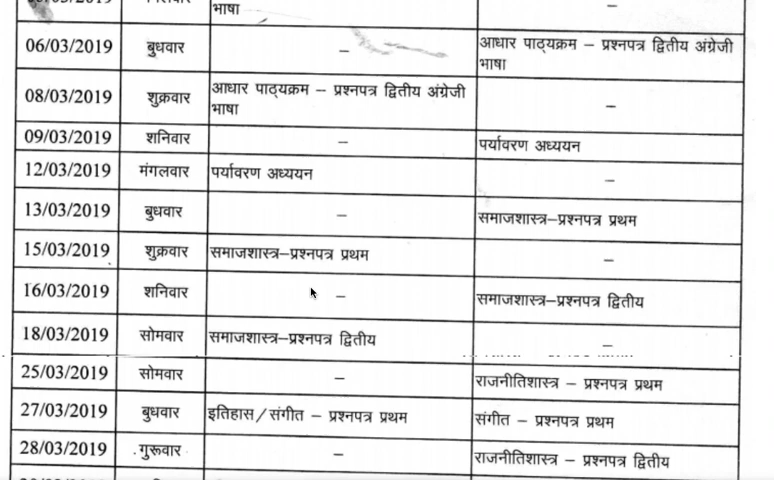 भाषा
–
06/03/2019 बुधवार – आधार पाठ्यक्रम – प्रश्नपत्र द्वितीय अंग्रेजी
भाषा
08/03/2019 शुक्रवार आधार पाठ्यक्रम – प्रश्नपत्र द्वितीय अंग्रेजी –
भाषा
09/03/2019 शनिवार – पर्यावरण अध्ययन
12/03/2019 मंगलवार पर्यावरण अध्ययन –
13/03/2019 बुधवार – समाजशास्त्र–प्रश्नपत्र प्रथम
15/03/2019 शुक्रवार समाजशास्त्र–प्रश्नपत्र प्रथम –
16/03/2019 शनिवार – समाजशास्त्र–प्रश्नपत्र द्वितीय
18/03/2019 सोमवार समाजशास्त्र–प्रश्नपत्र द्वितीय –
25/03/2019 सोमवार – राजनीतिशास्त्र – प्रश्नपत्र प्रथम
27/03/2019 बुधवार इतिहास/संगीत – प्रश्नपत्र प्रथम संगीत – प्रश्नपत्र प्रथम
28/03/2019 गुरूवार – राजनीतिशास्त्र – प्रश्नपत्र द्वितीय